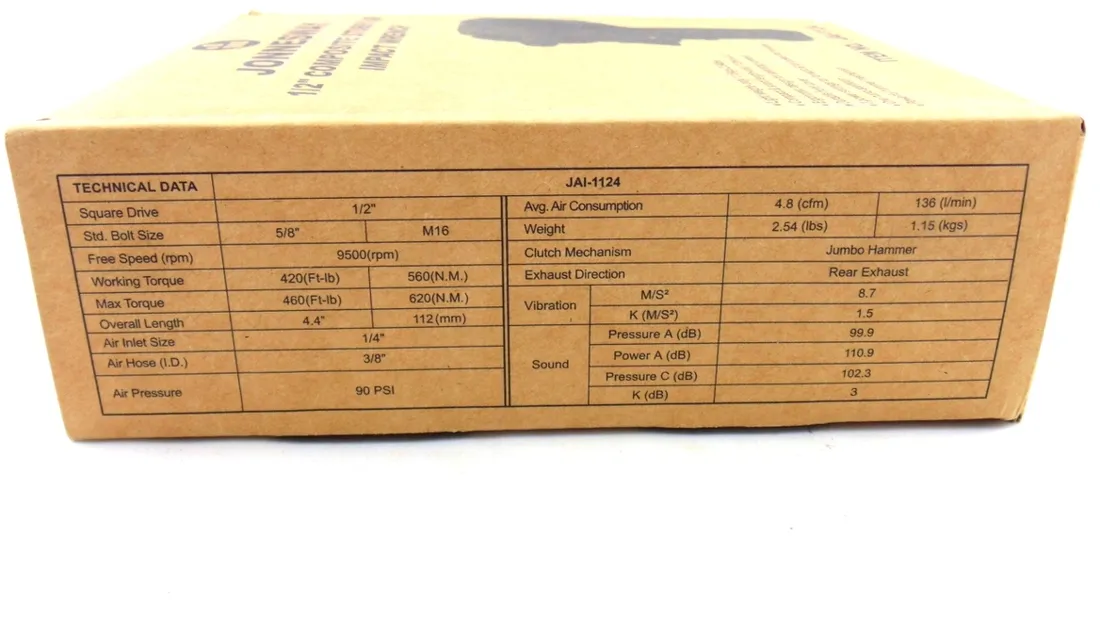 JONNESWAY
1/2" COMPOSITE
IMPACT WRENCH
ITEM NO.
TECHNICAL DATA JAI-1124
Square Drive 1/2"
Std. Bolt Size 5/8" M16
Free Speed (rpm) 9500(rpm)
Working Torque 420(Ft-lb) 560(N.M.)
Max Torque 460(Ft-lb) 620(N.M.)
Overall Length 4.4" 112(mm)
Air Inlet Size 1/4"
Air Hose (I.D.) 3/8"
Air Pressure 90 PSI
Avg. Air Consumption 4.8 (cfm) 136 (l/min)
Weight 2.54 (lbs) 1.15 (kgs)
Clutch Mechanism Jumbo Hammer
Exhaust Direction Rear Exhaust
Vibration M/S² 8.7
K (M/S²) 1.5
Sound Pressure A (dB) 99.9
Power A (dB) 110.9
Pressure C (dB) 102.3
K (dB) 3